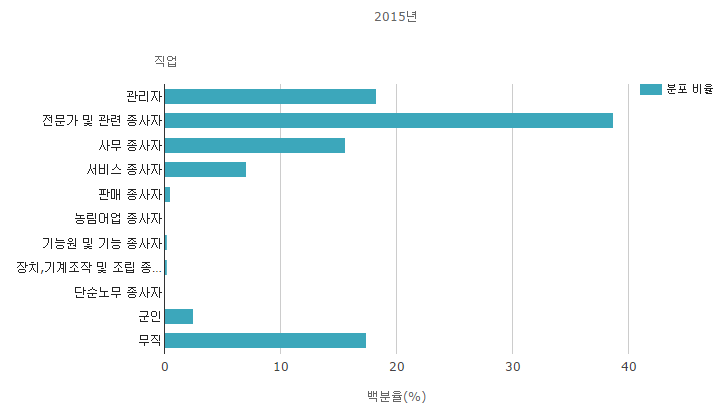 2015년
직업
분포 비율
관리자
전문가 및 관련 종사자
사무 종사자
서비스 종사자
판매 종사자
농림어업 종사자
기능원 및 기능 종사자
장치,기계조작 및 조립 종...
단순노무 종사자
군인
무직
0 10 20 30 40
백분율(%)